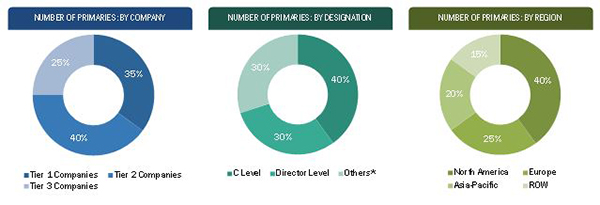 NUMBER OF PRIMARIES: BY COMPANY
25%
35%
40%
Tier 1 Companies
Tier 2 Companies
Tier 3 Companies
NUMBER OF PRIMARIES: BY DESIGNATION
30%
40%
30%
C Level
Director Level
Others*
NUMBER OF PRIMARIES: BY REGION
15%
40%
20%
25%
North America
Europe
Asia-Pacific
ROW